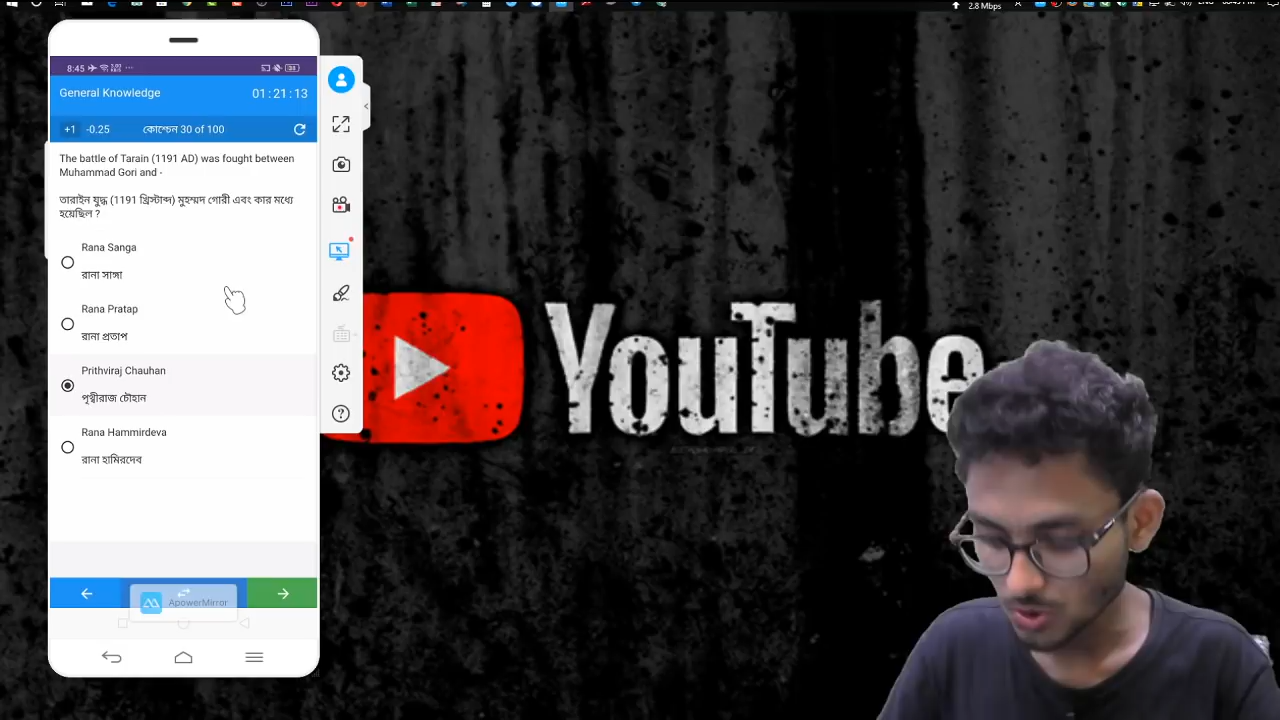 2.8 Mbps
8:45
General Knowledge
01:21:13
+1 -0.25 কোশ্চেন 30 of 100
The battle of Tarain (1191 AD) was fought between
Muhammad Gori and -
তারাইন যুদ্ধ (1191 খ্রিস্টাব্দ) মুহম্মদ গোরী এবং কার মধ্যে
হয়েছিল ?
Rana Sanga
রানা সাঙ্গা
Rana Pratap
রানা প্রতাপ
Prithviraj Chauhan
পৃথ্বীরাজ চৌহান
Rana Hammirdeva
রানা হামিরদেব
ApowerMirror
YouTube